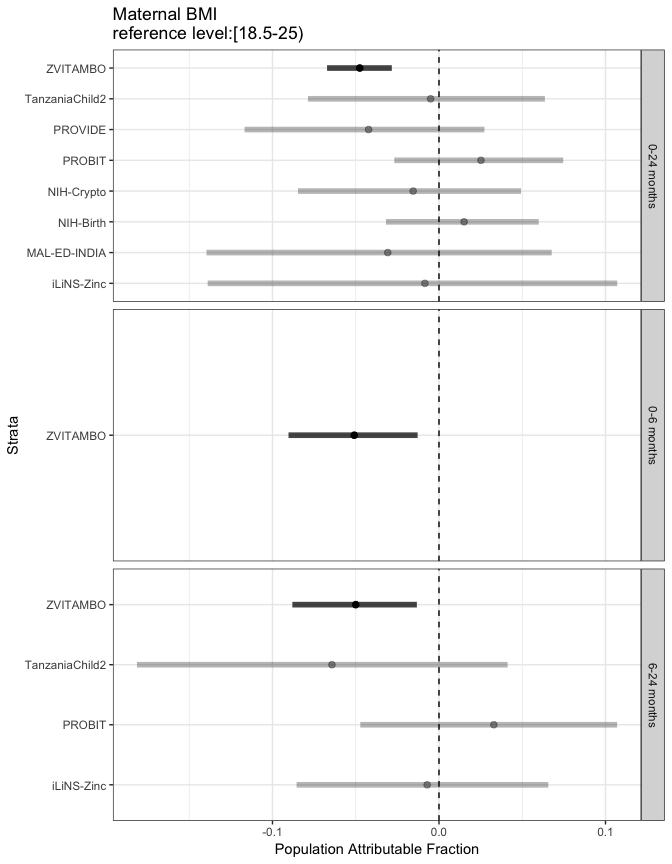 Maternal BMI
reference level:[18.5-25)
ZVITAMBO
TanzaniaChild2
PROVIDE
PROBIT
NIH-Crypto
NIH-Birth
MAL-ED-INDIA
iLiNS-Zinc
0-24 months
Strata
ZVITAMBO
0-6 months
ZVITAMBO
TanzaniaChild2
PROBIT
iLiNS-Zinc
6-24 months
-0.1
0.0
0.1
Population Attributable Fraction